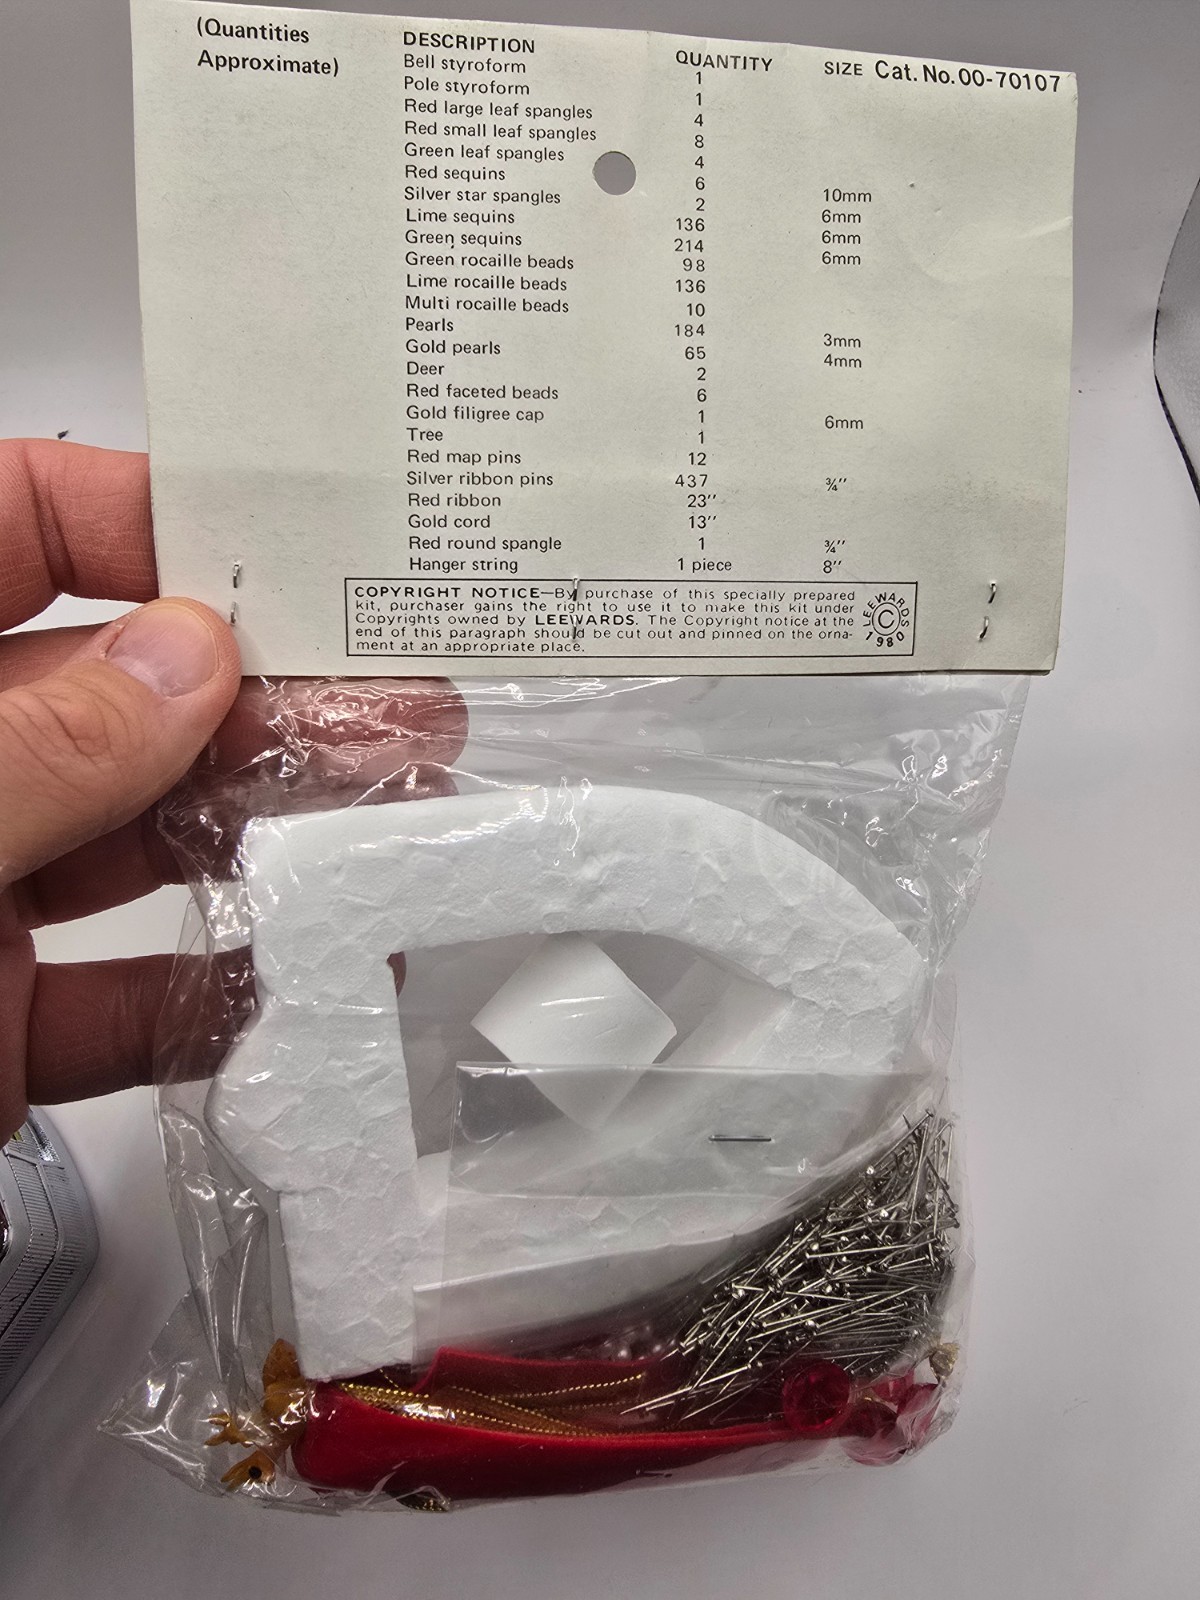 (Quantities
Approximate)
DESCRIPTION QUANTITY SIZE Cat. No. 00-70107
Bell styroform 1
Pole styroform 1
Red large leaf spangles 4
Red small leaf spangles 8
Green leaf spangles 4
Red sequins 6 10mm
Silver star spangles 2 6mm
Lime sequins 136 6mm
Green sequins 214 6mm
Green rocaille beads 98
Lime rocaille beads 136
Multi rocaille beads 10
Pearls 184 3mm
Gold pearls 65 4mm
Deer 2
Red faceted beads 6
Gold filigree cap 1 6mm
Tree 1
Red map pins 12
Silver ribbon pins 437 ¾''
Red ribbon 23''
Gold cord 13''
Red round spangle 1 ¾''
Hanger string 1 piece 8''
COPYRIGHT NOTICE—By purchase of this specially prepared
kit, purchaser gains the right to use it to make this kit under
Copyrights owned by LEEWARDS. The Copyright notice at the
end of this paragraph should be cut out and pinned on the orna-
ment at an appropriate place.
LEEWARDS
©
1980